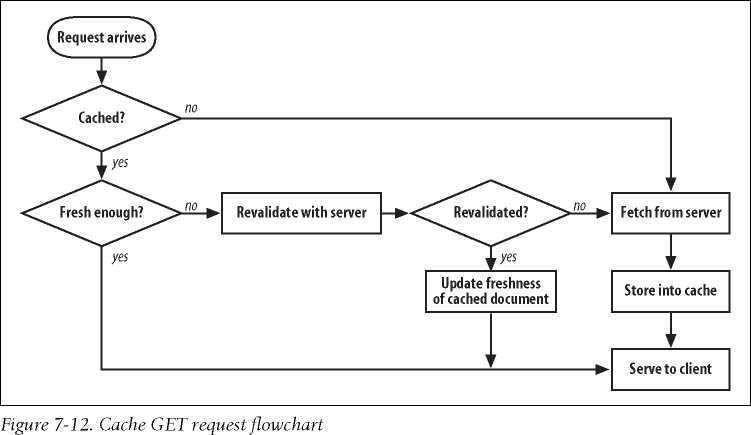 Request arrives
Cached?
no
yes
Fresh enough?
no
Revalidate with server
Revalidated?
no
Fetch from server
yes
yes
Update freshness
of cached document
Store into cache
Serve to client
Figure 7-12. Cache GET request flowchart